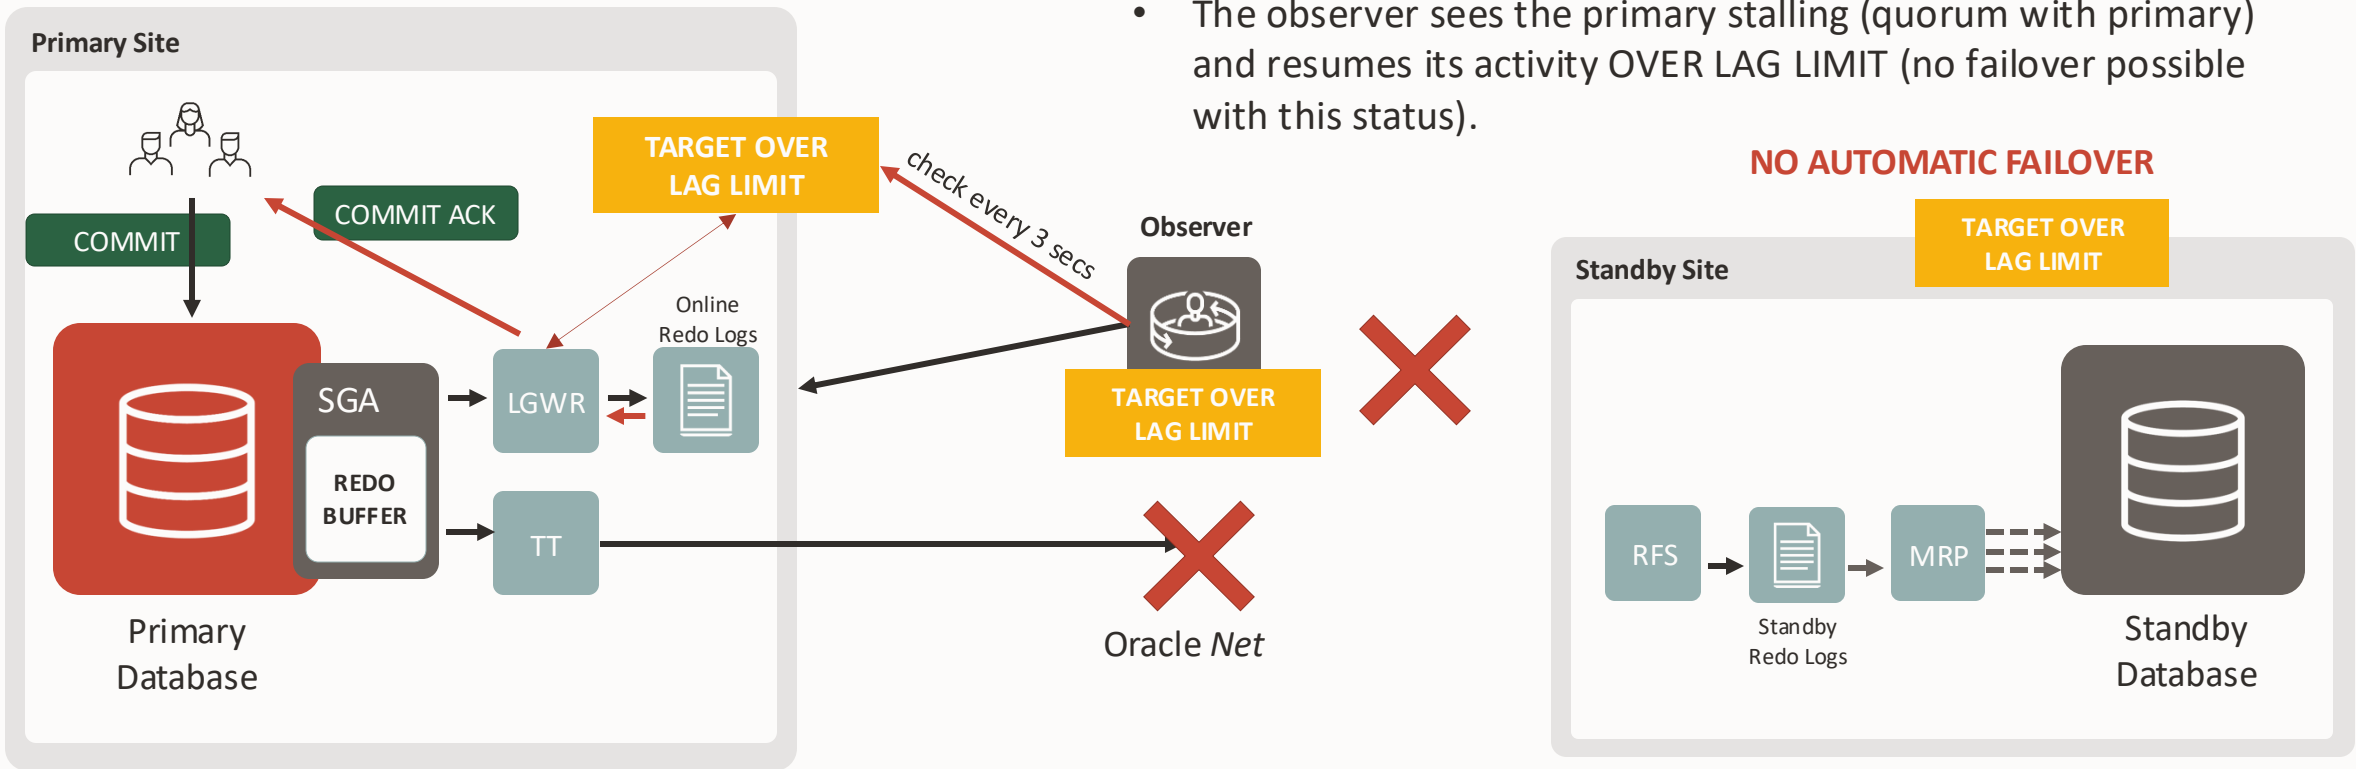 • The observer sees the primary stalling (quorum with primary)
and resumes its activity OVER LAG LIMIT (no failover possible
with this status).
Primary Site
TARGET OVER
LAG LIMIT
check every 3 secs
NO AUTOMATIC FAILOVER
COMMIT ACK
COMMIT
Observer
TARGET OVER
LAG LIMIT
Standby Site
Online
Redo Logs
SGA
LGWR
TARGET OVER
LAG LIMIT
REDO
BUFFER
TT
RFS
MRP
Oracle Net
Primary
Database
Standby
Redo Logs
Standby
Database